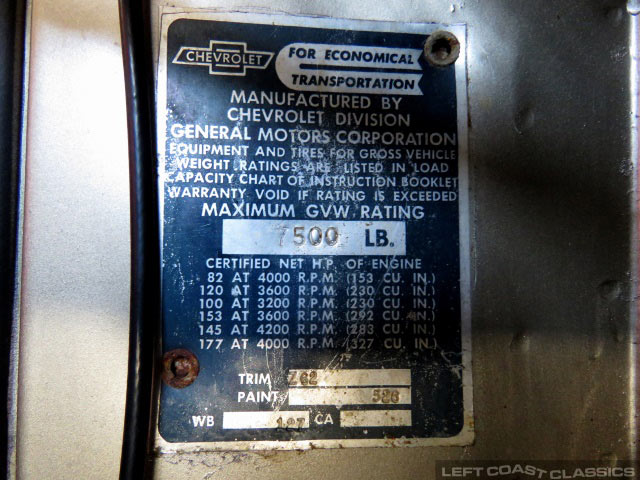 CHEVROLET
FOR ECONOMICAL
TRANSPORTATION
MANUFACTURED BY
CHEVROLET DIVISION
GENERAL MOTORS CORPORATION
EQUIPMENT AND TIRES FOR GROSS VEHICLE
WEIGHT RATINGS ARE LISTED IN LOAD
CAPACITY CHART OF INSTRUCTION BOOKLET
WARRANTY VOID IF RATING IS EXCEEDED
MAXIMUM GVW RATING
7500 LB.
CERTIFIED NET H.P. OF ENGINE
82 AT 4000 R.P.M. (153 CU. IN.)
120 AT 3600 R.P.M. (230 CU. IN.)
100 AT 3200 R.P.M. (230 CU. IN.)
153 AT 3600 R.P.M. (292 CU. IN.)
145 AT 4200 R.P.M. (283 CU. IN.)
177 AT 4000 R.P.M. (327 CU. IN.)
TRIM Z62
PAINT 526
WB 127 CA
LEFT COAST CLASSICS